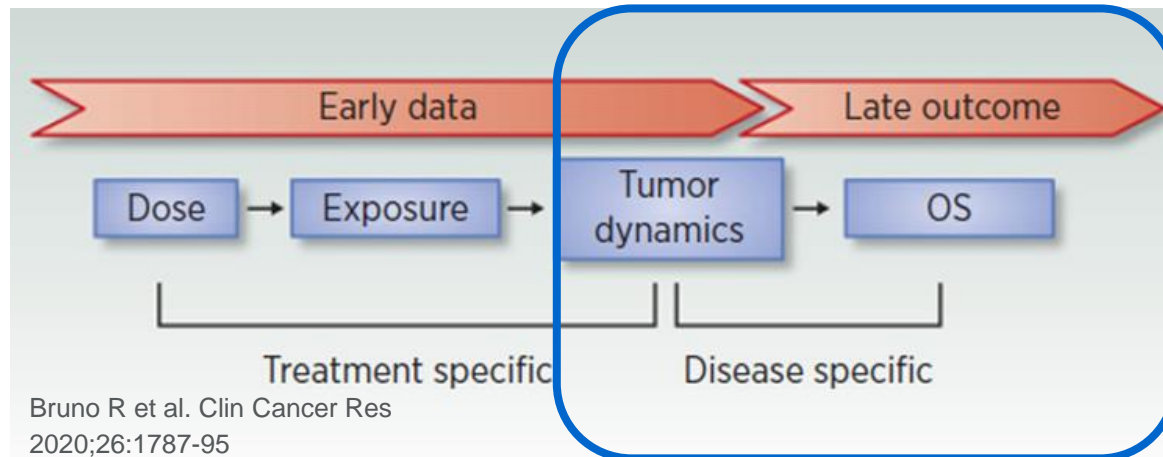 Early data
Late outcome
Dose
Exposure
Tumor
dynamics
OS
Treatment specific
Disease specific
Bruno R et al. Clin Cancer Res
2020;26:1787-95